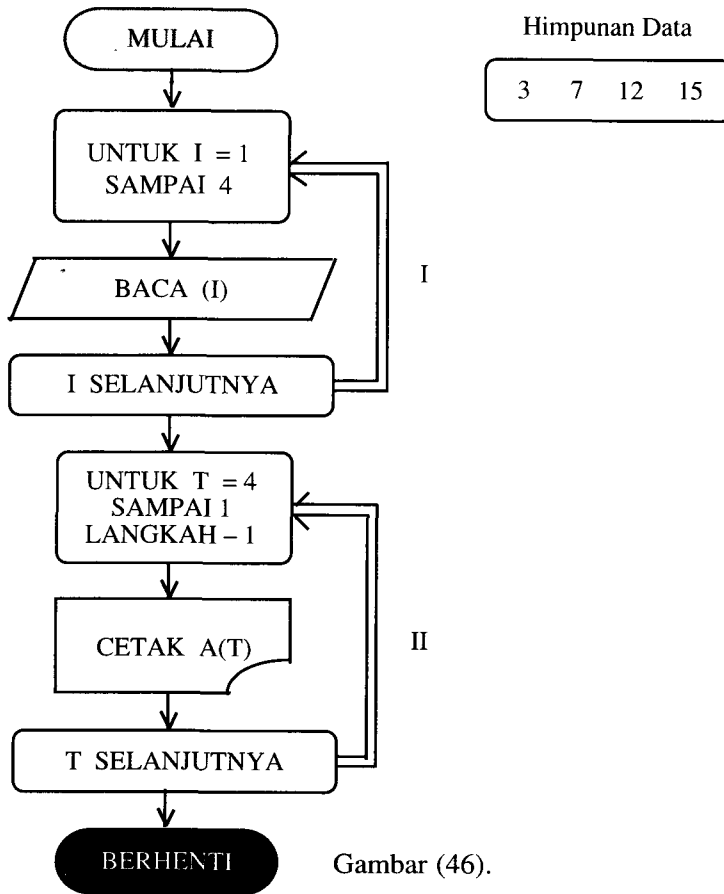 MULAI
Himpunan Data
3 7 12 15
UNTUK I = 1
SAMPAI 4
BACA (I)
I
I SELANJUTNYA
UNTUK T = 4
SAMPAI 1
LANGKAH – 1
CETAK A(T)
II
T SELANJUTNYA
BERHENTI
Gambar (46).